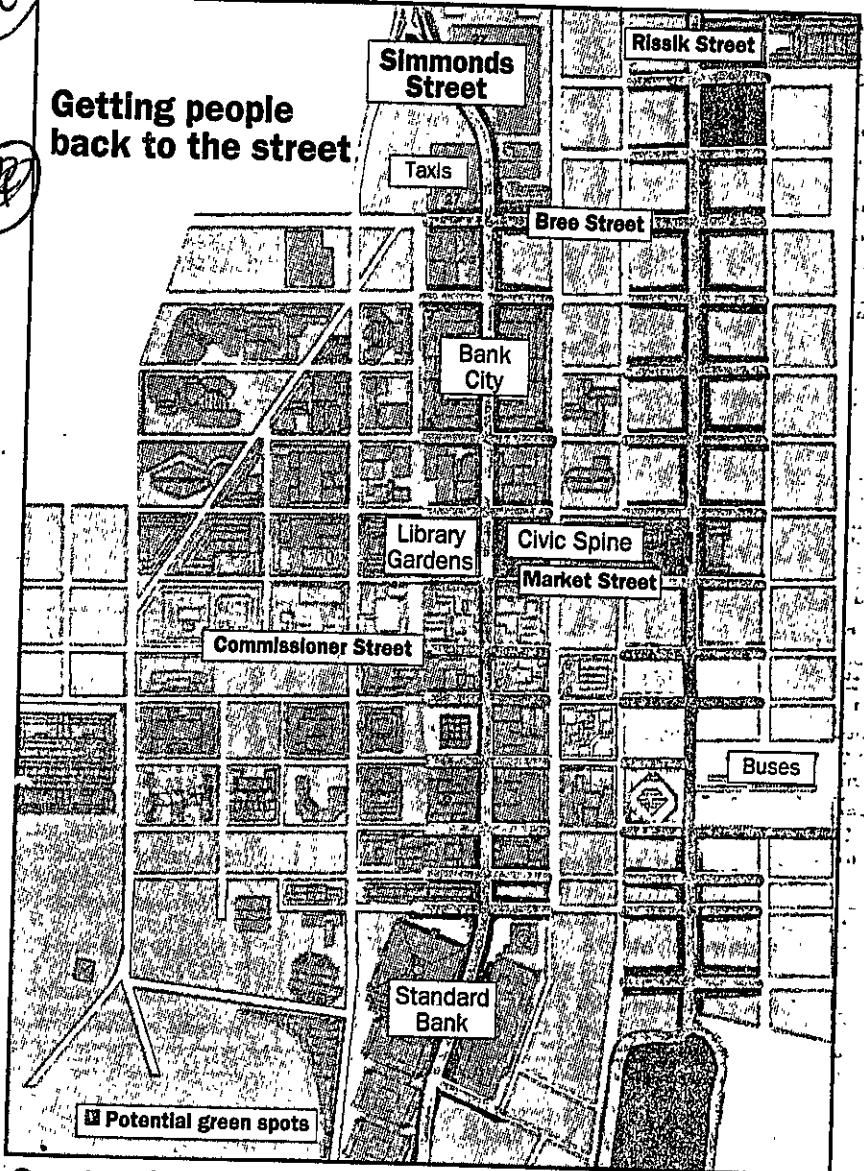 Simmonds
Street
Rissik Street
Getting people
back to the street
Taxis
Bree Street
Bank
City
Library
Gardens
Civic Spine
Market Street
Commissioner Street
Buses
Standard
Bank
Potential green spots